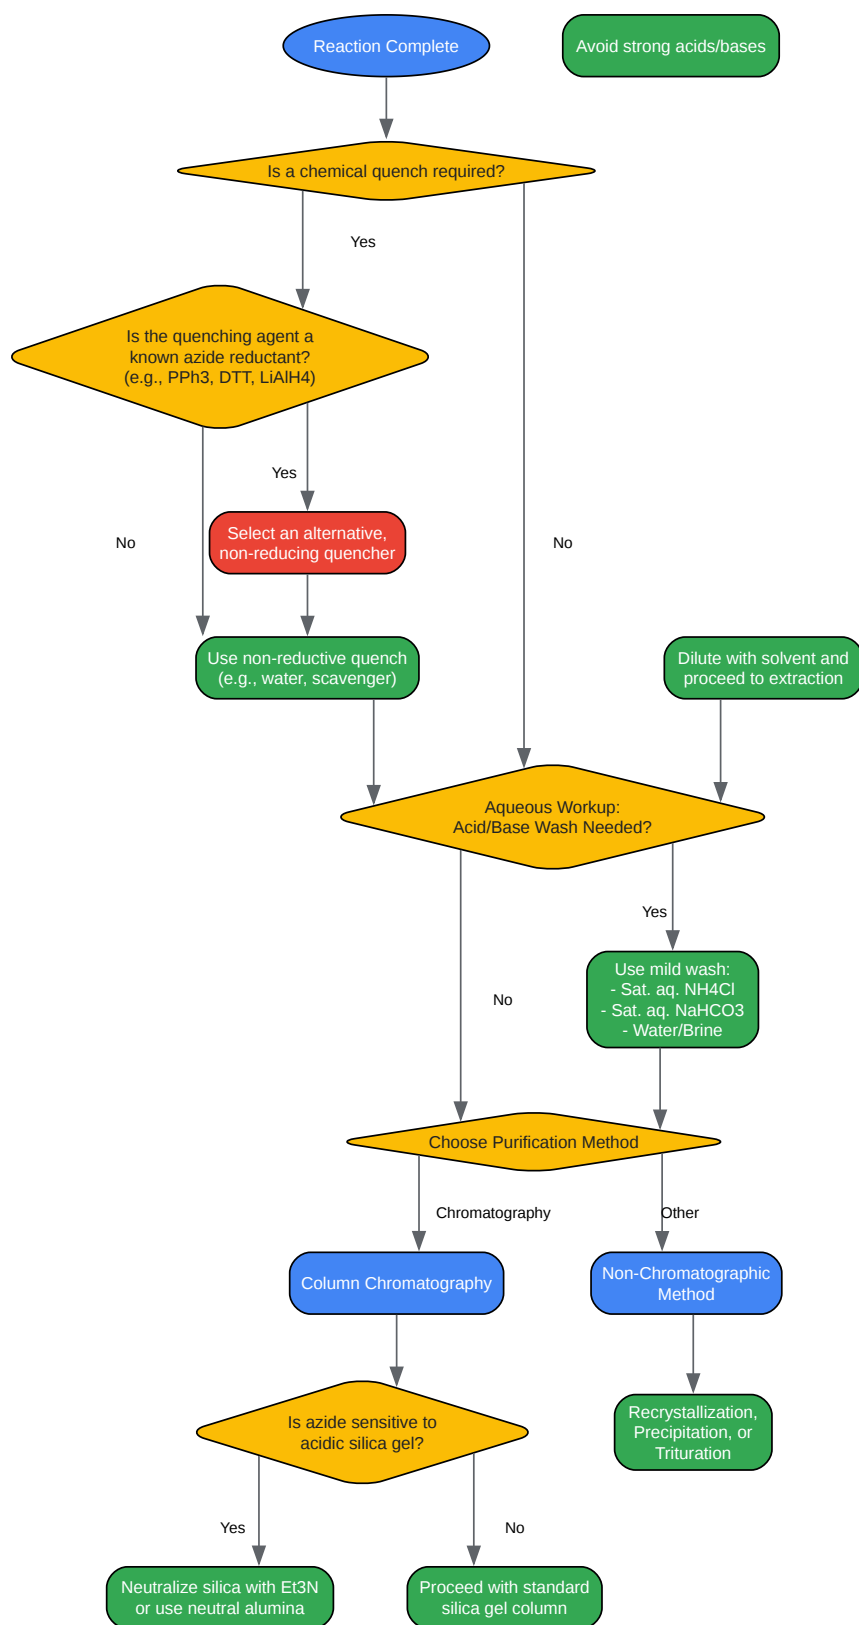 Reaction Complete
Avoid strong acids/bases
Is a chemical quench required?
Yes
Is the quenching agent a
known azide reductant?
(e.g., PPh3, DTT, LiAlH4)
Yes
No
Select an alternative,
non-reducing quencher
No
Use non-reductive quench
(e.g., water, scavenger)
Dilute with solvent and
proceed to extraction
Aqueous Workup:
Acid/Base Wash Needed?
Yes
No
Use mild wash:
- Sat. aq. NH4Cl
- Sat. aq. NaHCO3
- Water/Brine
Choose Purification Method
Chromatography
Other
Column Chromatography
Non-Chromatographic
Method
Is azide sensitive to
acidic silica gel?
Recrystallization,
Precipitation, or
Trituration
Yes
No
Neutralize silica with Et3N
or use neutral alumina
Proceed with standard
silica gel column